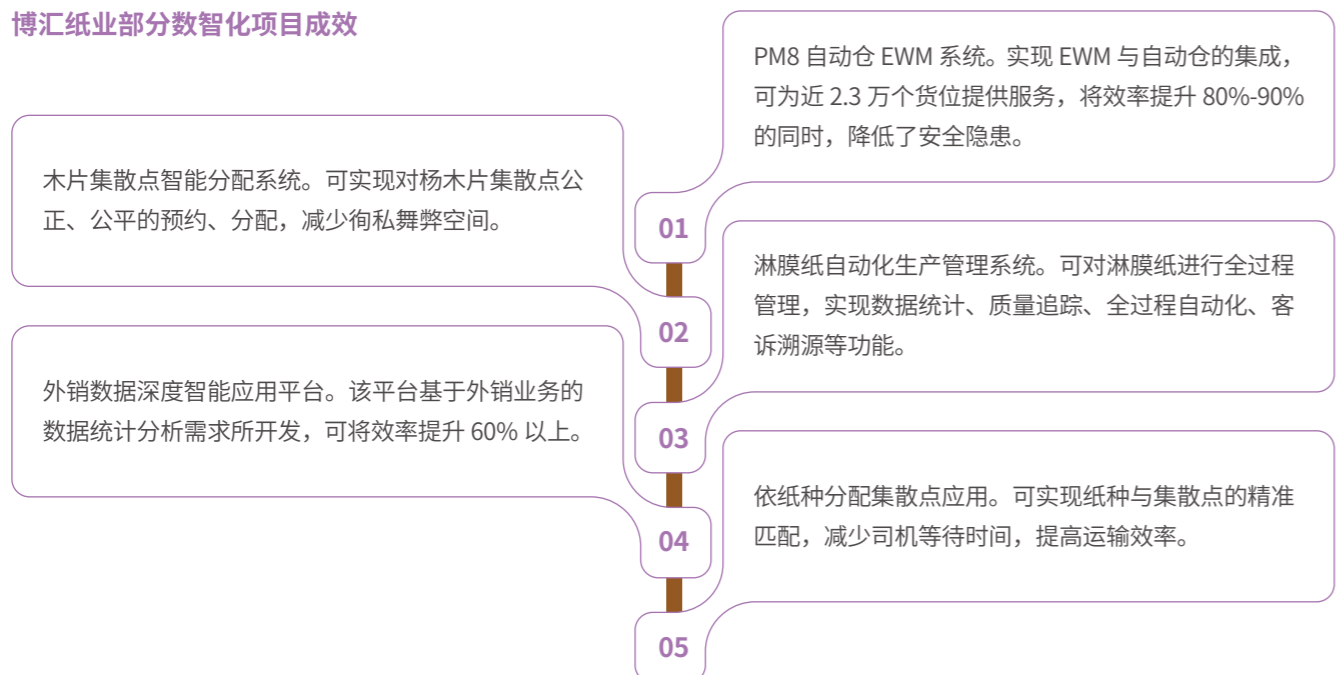 博汇纸业部分数智化项目成效
01
PM8 自动仓 EWM 系统。实现 EWM 与自动仓的集成，
可为近 2.3 万个货位提供服务，将效率提升 80%-90%
的同时，降低了安全隐患。
02
木片集散点智能分配系统。可实现对杨木片集散点公
正、公平的预约、分配，减少徇私舞弊空间。
03
淋膜纸自动化生产管理系统。可对淋膜纸进行全过程
管理，实现数据统计、质量追踪、全过程自动化、客
诉溯源等功能。
04
外销数据深度智能应用平台。该平台基于外销业务的
数据统计分析需求所开发，可将效率提升 60% 以上。
05
依纸种分配集散点应用。可实现纸种与集散点的精准
匹配，减少司机等待时间，提高运输效率。